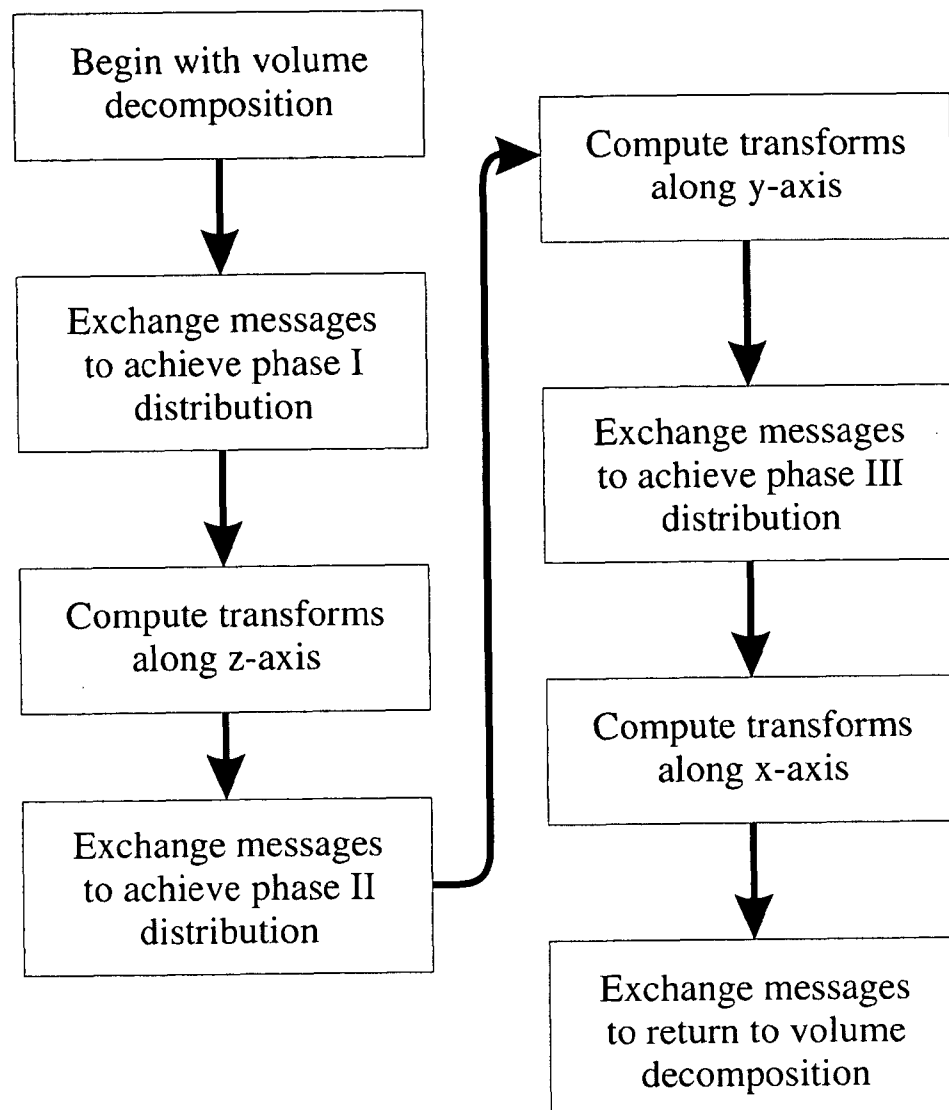 Begin with volume
decomposition
Exchange messages
to achieve phase I
distribution
Compute transforms
along z-axis
Exchange messages
to achieve phase II
distribution
Compute transforms
along y-axis
Exchange messages
to achieve phase III
distribution
Compute transforms
along x-axis
Exchange messages
to return to volume
decomposition